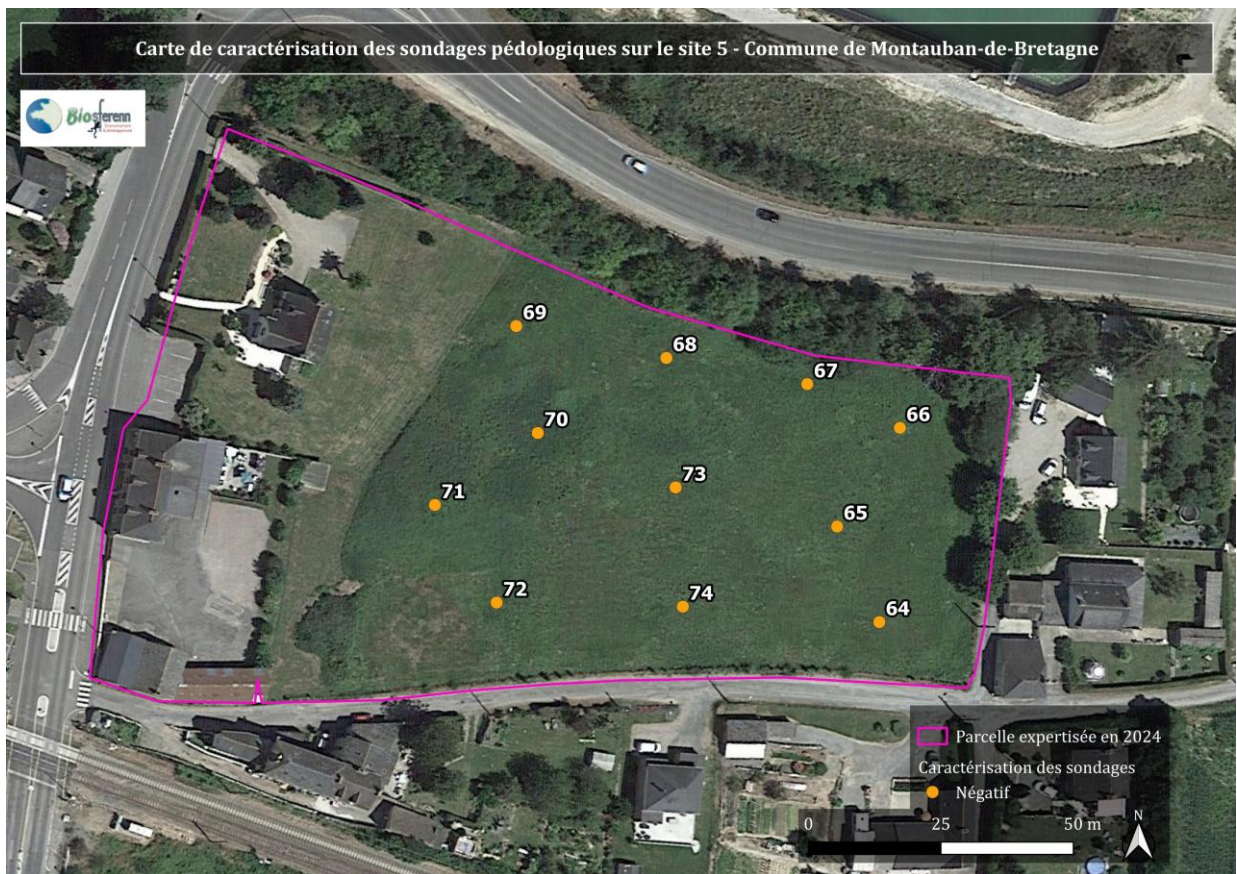 Carte de caractérisation des sondages pédologiques sur le site 5 - Commune de Montauban-de-Bretagne
Biosferenn
69
68
67
66
70
73
71
65
72
74
64
Parcelle expertisée en 2024
Caractérisation des sondages
Négatif
0 25 50 m
N